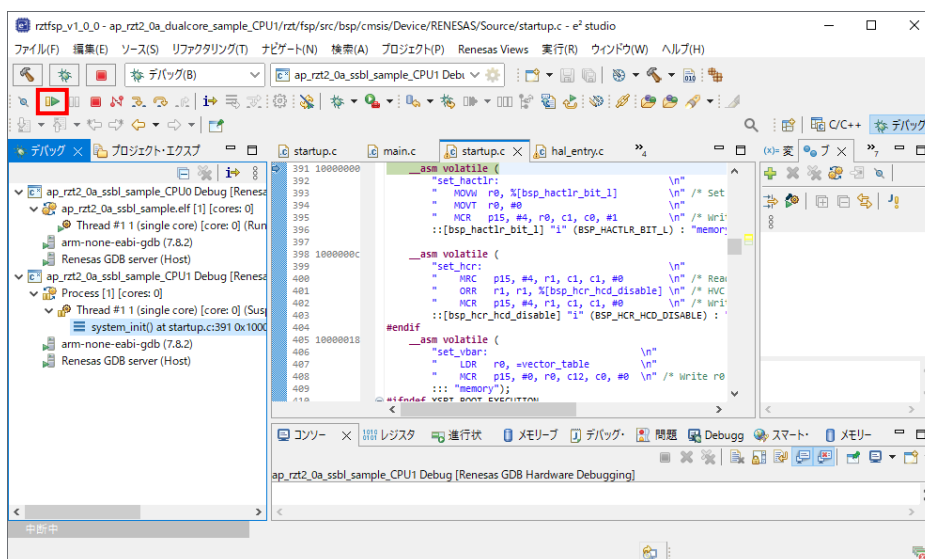 rztfsp_v1_0_0 - ap_rzt2_0a_dualcore_sample_CPU1/rzt/fsp/src/bsp/cmsis/Device/RENESAS/Source/startup.c - e² studio
ファイル(F) 編集(E) ソース(S) リファクタリング(T) ナビゲート(N) 検索(A) プロジェクト(P) Renesas Views 実行(R) ウィンドウ(W) ヘルプ(H)
デバッグ(B) ap_rzt2_0a_ssbl_sample_CPU1 Debu
C/C++ デバッグ
デバッグ プロジェクト・エクスプ
startup.c main.c startup.c hal_entry.c »4
(x)= 変 ブ »7
ap_rzt2_0a_ssbl_sample_CPU0 Debug [Renesa
ap_rzt2_0a_ssbl_sample.elf [1] [cores: 0]
Thread #1 1 (single core) [core: 0] (Run
arm-none-eabi-gdb (7.8.2)
Renesas GDB server (Host)
ap_rzt2_0a_ssbl_sample_CPU1 Debug [Renesa
Process [1] [cores: 0]
Thread #1 1 (single core) [core: 0] (Susp
system_init() at startup.c:391 0x1000
arm-none-eabi-gdb (7.8.2)
Renesas GDB server (Host)
391 10000000 __asm volatile (
392 "set_hactlr: \n"
393 " MOVW r0, %[bsp_hactlr_bit_l] \n" /* Set
394 " MOVT r0, #0 \n"
395 " MCR p15, #4, r0, c1, c0, #1 \n" /* Wri
396 ::[bsp_hactlr_bit_l] "i" (BSP_HACTLR_BIT_L) : "memor
397
398 1000000c __asm volatile (
399 "set_hcr: \n"
400 " MRC p15, #4, r1, c1, c1, #0 \n" /* Rea
401 " ORR r1, r1, %[bsp_hcr_hcd_disable] \n" /* HVC
402 " MCR p15, #4, r1, c1, c1, #0 \n" /* Wri
403 ::[bsp_hcr_hcd_disable] "i" (BSP_HCR_HCD_DISABLE) : "
404 #endif
405 10000018 __asm volatile (
406 "set_vbar: \n"
407 " LDR r0, =vector_table \n"
408 " MCR p15, #0, r0, c12, c0, #0 \n" /* Write r0
409 ::: "memory");
410 #ifndef XSPI_BOOT_EXECUTION
コンソー レジスタ 進行状 メモリーブ デバッグ・ 問題 Debugg スマート・ メモリー
ap_rzt2_0a_ssbl_sample_CPU1 Debug [Renesas GDB Hardware Debugging]
中断中